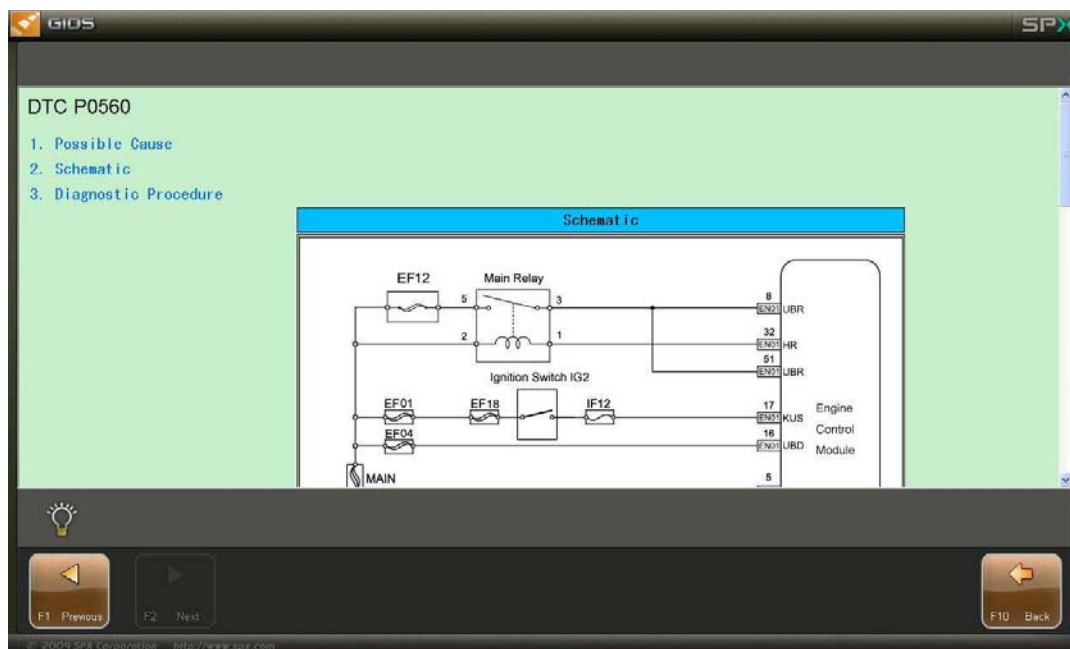 GIDS
SPX
DTC P0560
1. Possible Cause
2. Schematic
3. Diagnostic Procedure
Schematic
EF12
Main Relay
5
3
8
EN01 UBR
2
1
32
EN01 HR
51
EN01 UBR
Ignition Switch IG2
EF01
EF18
IF12
17
EN01 KUS
Engine
EF04
16
Control
EN01 UBD
Module
MAIN
5
F1 Previous
F2 Next
F10 Back
© 2009 SPX Corporation http://www.spx.com